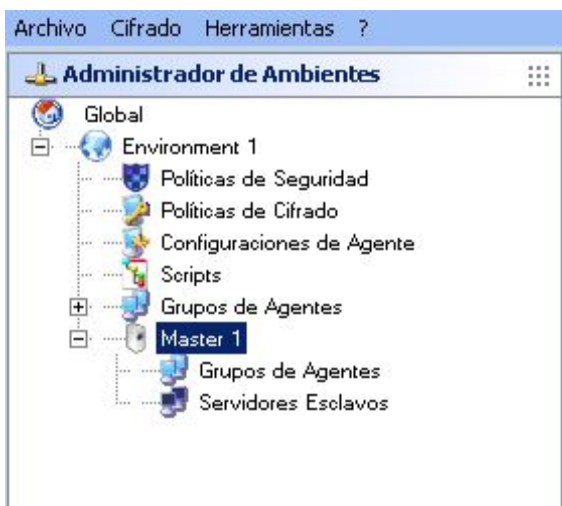 Archivo Cifrado Herramientas ?
Administrador de Ambientes
Global
Environment 1
Políticas de Seguridad
Políticas de Cifrado
Configuraciones de Agente
Scripts
Grupos de Agentes
Master 1
Grupos de Agentes
Servidores Esclavos